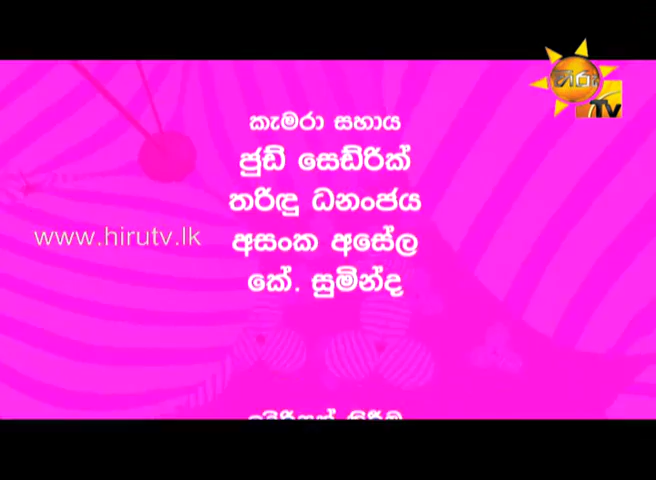 හිරු
TV
කැමරා සහාය
ජුඩ් සෙඩ්රික්
තරිඳු ධනංජය
www.hirutv.lk
අසංක අසේල
කේ. සුමින්ද